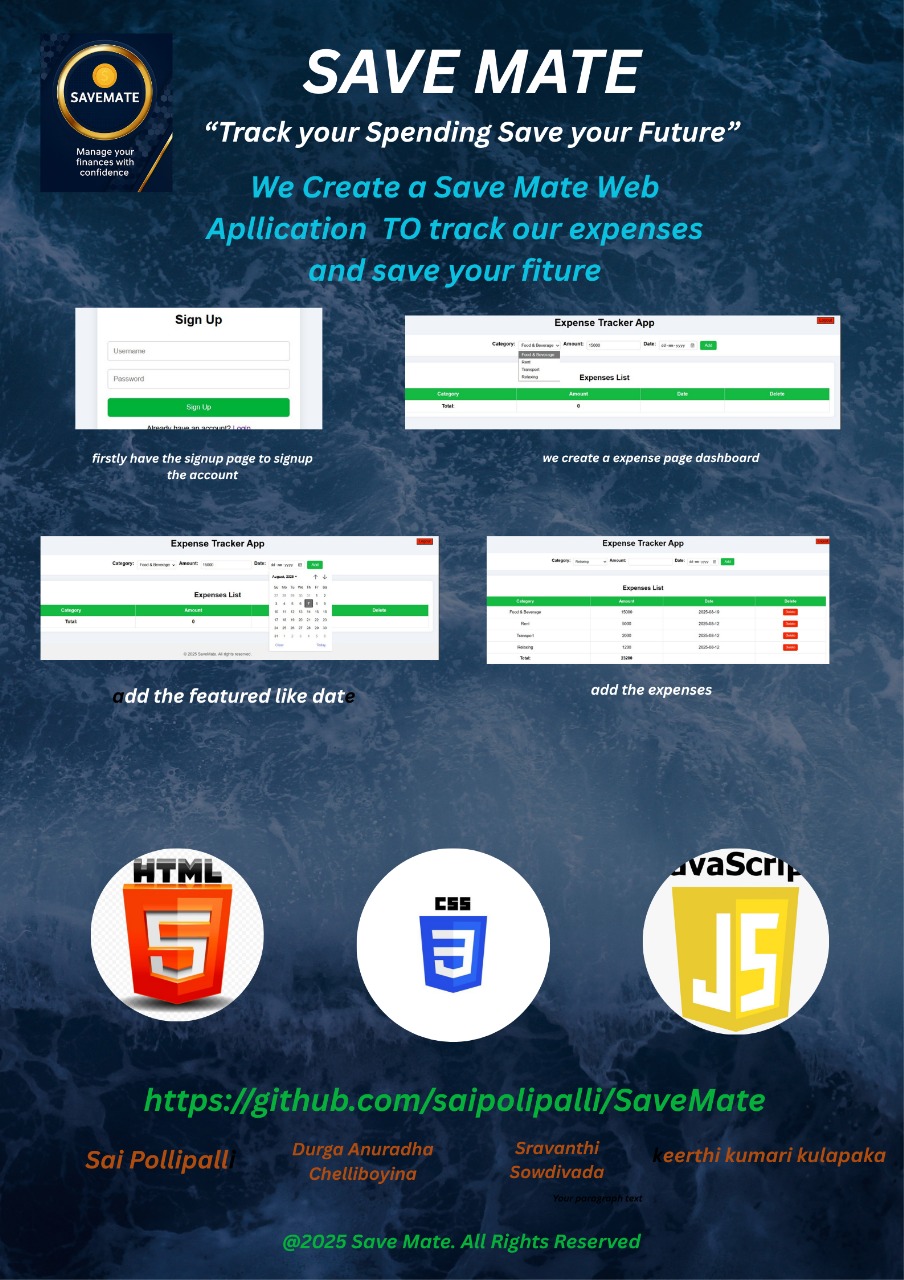 SAVEMATE
Manage your
finances with
confidence
SAVE MATE
“Track your Spending Save your Future”
We Create a Save Mate Web
Apllication TO track our expenses
and save your fiture
Sign Up
Username
Password
Sign Up
Already have an account? Login
firstly have the signup page to signup
the account
Expense Tracker App
Logout
Category: Food & Beverage Amount: 15000 Date: dd-mm-yyyy Add
Food & Beverage
Rent
Transport
Relaxing
Expenses List
Category Amount Date Delete
Total: 0
we create a expense page dashboard
Expense Tracker App
Category: Food & Beverage Amount: 15000 Date: dd-mm-yyyy Add
August, 2025
Expenses List
Category Amount Delete
Total: 0
Clear Today
© 2025 SaveMate. All rights reserved.
add the featured like date
Expense Tracker App
Category: Relaxing Amount: Date: dd-mm-yyyy Add
Expenses List
Category Amount Date Delete
Food & Beverage 15000 2025-08-13 Delete
Rent 5000 2025-08-12 Delete
Transport 2000 2025-08-12 Delete
Relaxing 1200 2025-08-12 Delete
Total: 23200
add the expenses
HTML
5
CSS
3
JavaScrip
JS
https://github.com/saipolipalli/SaveMate
Sai Pollipalli
Durga Anuradha
Chelliboyina
Sravanthi
Sowdivada
keerthi kumari kulapaka
Your paragraph text
@2025 Save Mate. All Rights Reserved